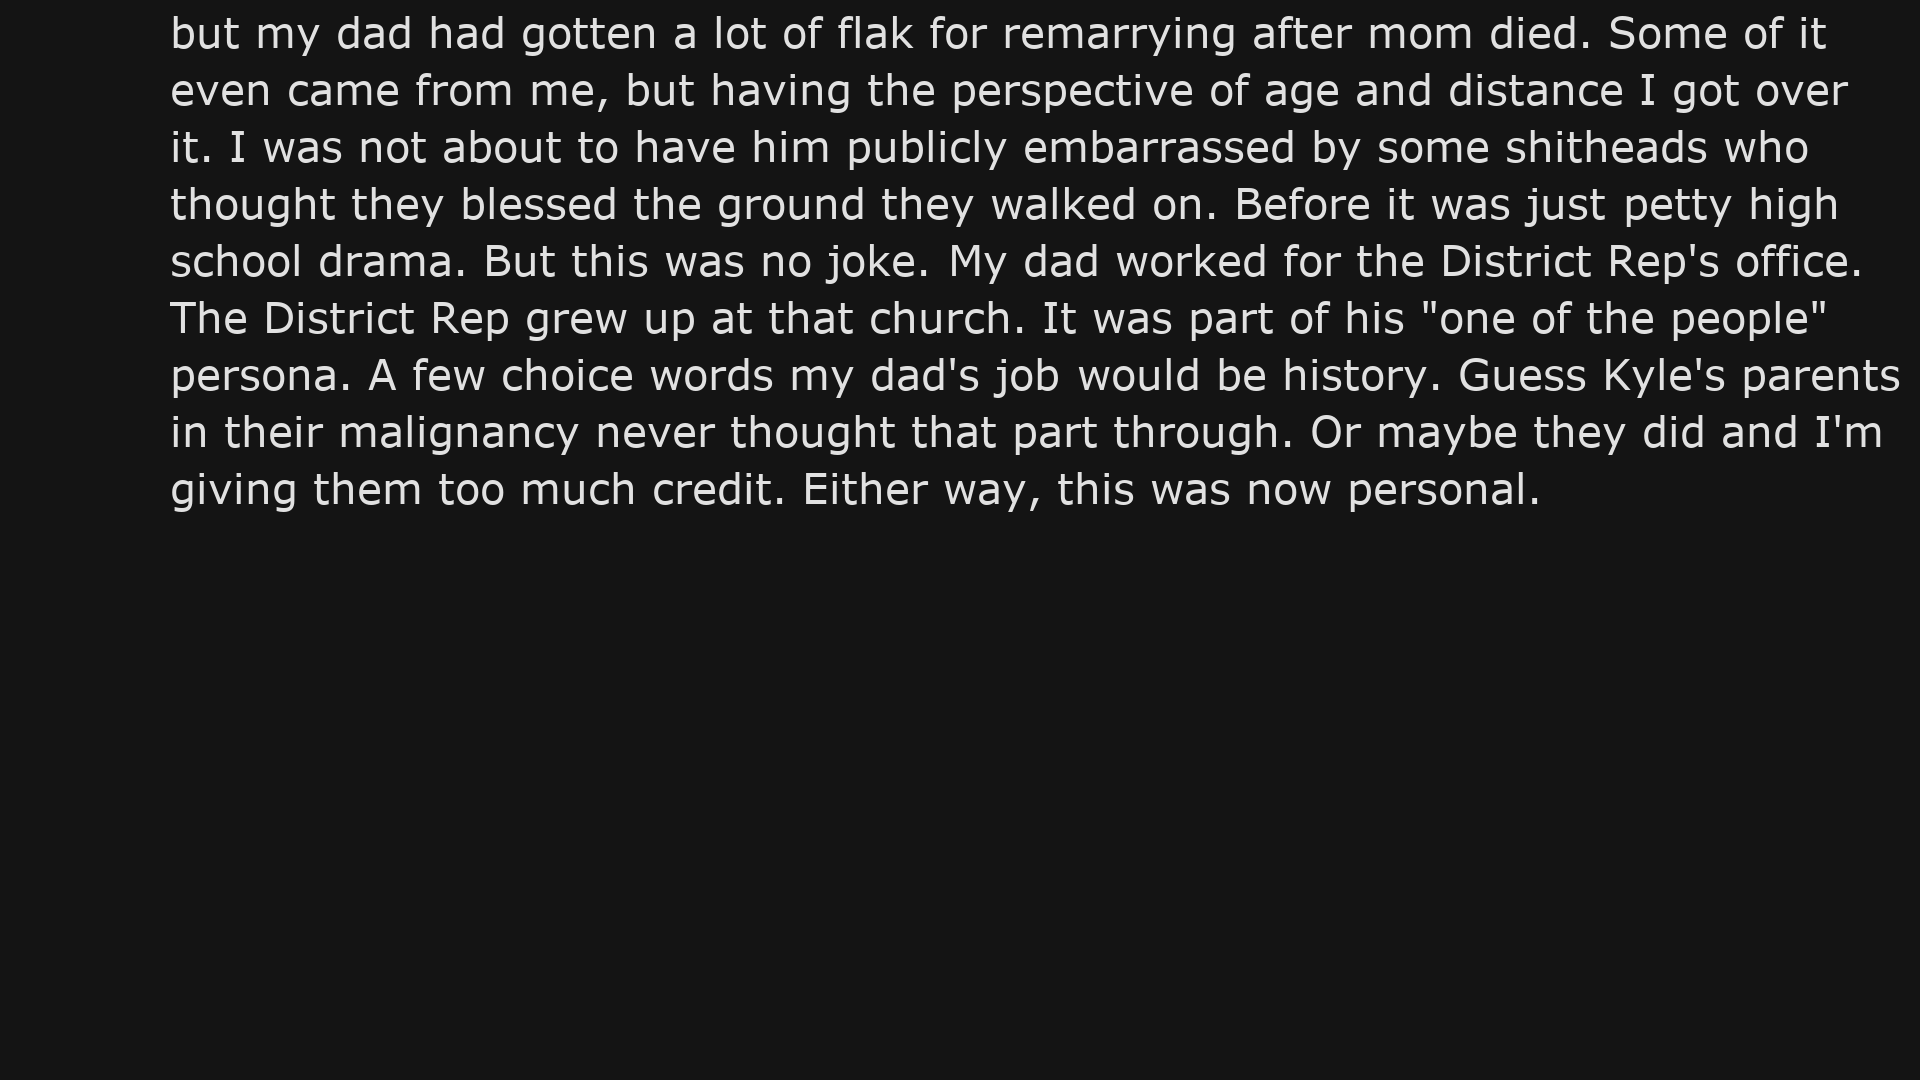 but my dad had gotten a lot of flak for remarrying after mom died. Some of it
even came from me, but having the perspective of age and distance I got over
it. I was not about to have him publicly embarrassed by some shitheads who
thought they blessed the ground they walked on. Before it was just petty high
school drama. But this was no joke. My dad worked for the District Rep's office.
The District Rep grew up at that church. It was part of his "one of the people"
persona. A few choice words my dad's job would be history. Guess Kyle's parents
in their malignancy never thought that part through. Or maybe they did and I'm
giving them too much credit. Either way, this was now personal.